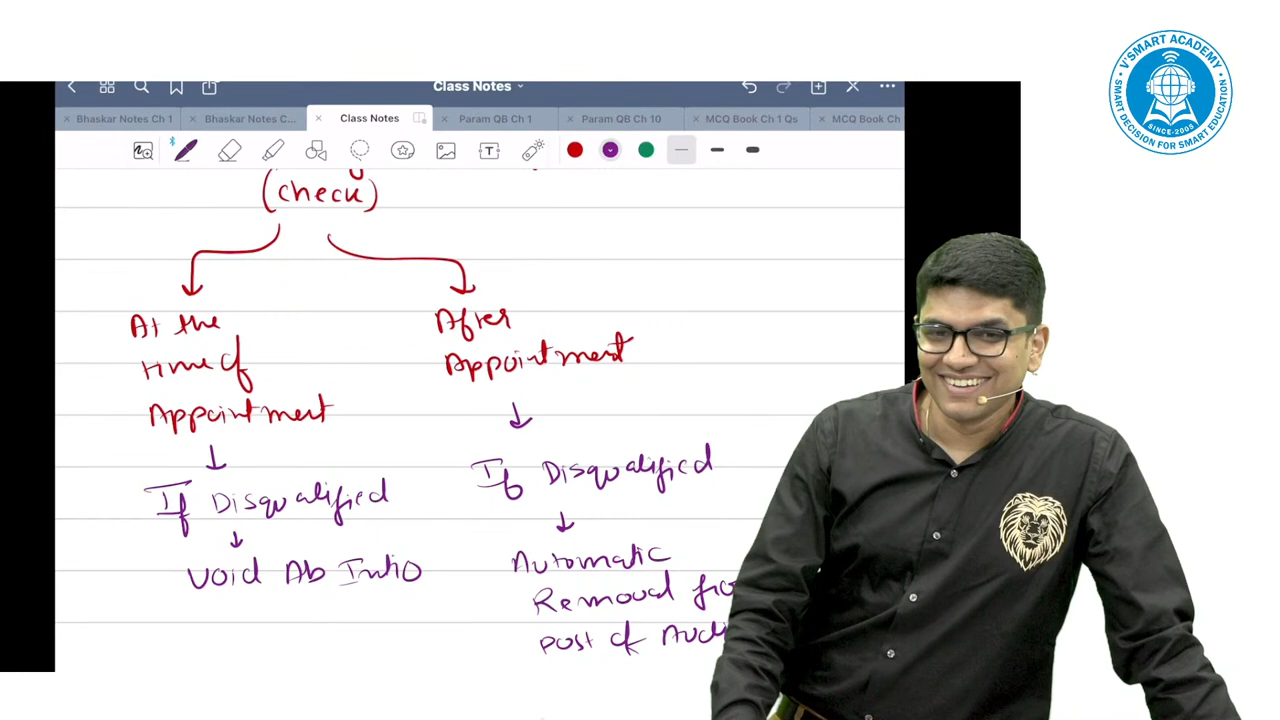 V'SMART ACADEMY
SMART DECISION FOR SMART EDUCATION
SINCE-2005
Class Notes
Bhaskar Notes Ch 1
Bhaskar Notes C...
Class Notes
Param QB Ch 1
Param QB Ch 10
MCQ Book Ch 1 Qs
MCQ Book Ch
(check)
At the
time of
Appointment
If Disqualified
Void Ab Initio
After
Appointment
If Disqualified
Automatic
Removal fro
post of Audi